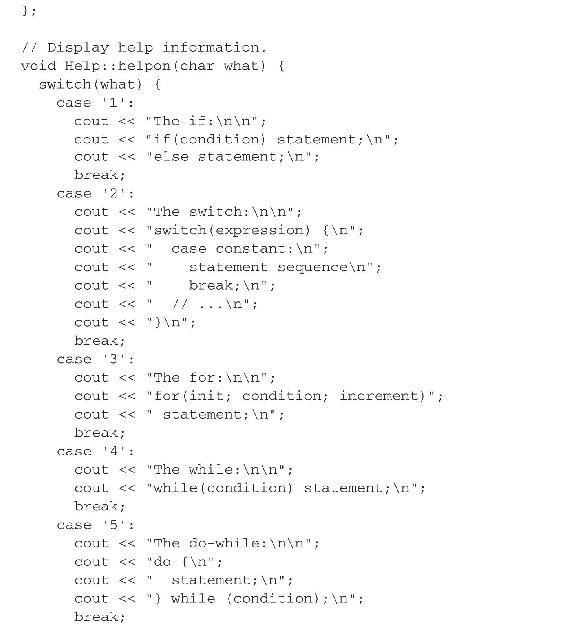 };

// Display help information.
void Help::helpon(char what) {
  switch(what) {
    case '1':
      cout << "The if:\n\n";
      cout << "if(condition) statement;\n";
      cout << "else statement;\n";
      break;
    case '2':
      cout << "The switch:\n\n";
      cout << "switch(expression) {\n";
      cout << "  case constant:\n";
      cout << "    statement sequence\n";
      cout << "    break;\n";
      cout << "  // ...\n";
      cout << "}\n";
      break;
    case '3':
      cout << "The for:\n\n";
      cout << "for(init; condition; increment)";
      cout << " statement;\n";
      break;
    case '4':
      cout << "The while:\n\n";
      cout << "while(condition) statement;\n";
      break;
    case '5':
      cout << "The do-while:\n\n";
      cout << "do {\n";
      cout << "  statement;\n";
      cout << "} while (condition);\n";
      break;